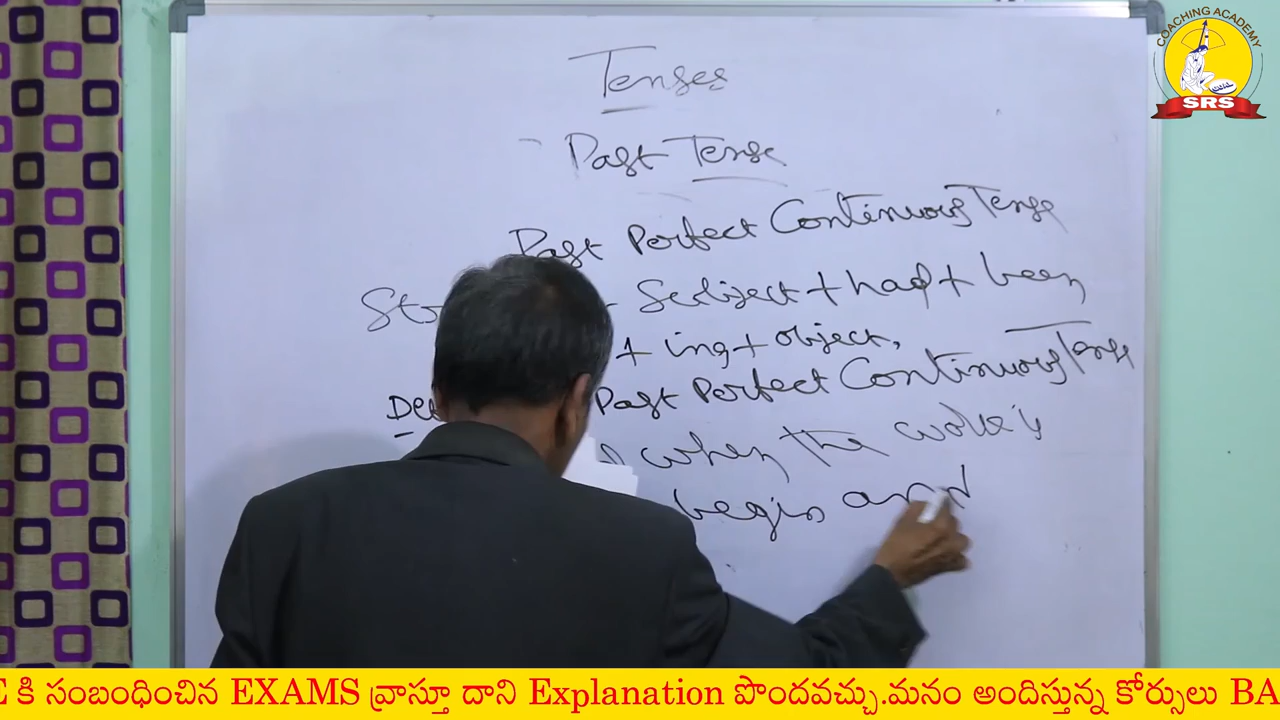 COACHING ACADEMY
SRS
Tenses
Past Tense
Past Perfect Continuous Tense
Subject + had + been
+ ing + object,
Past Perfect Continuous Tense
when the work is
begin and
కి సంబంధించిన EXAMS వ్రాస్తూ దాని Explanation పొందవచ్చు.మనం అందిస్తున్న కోర్సులు BA